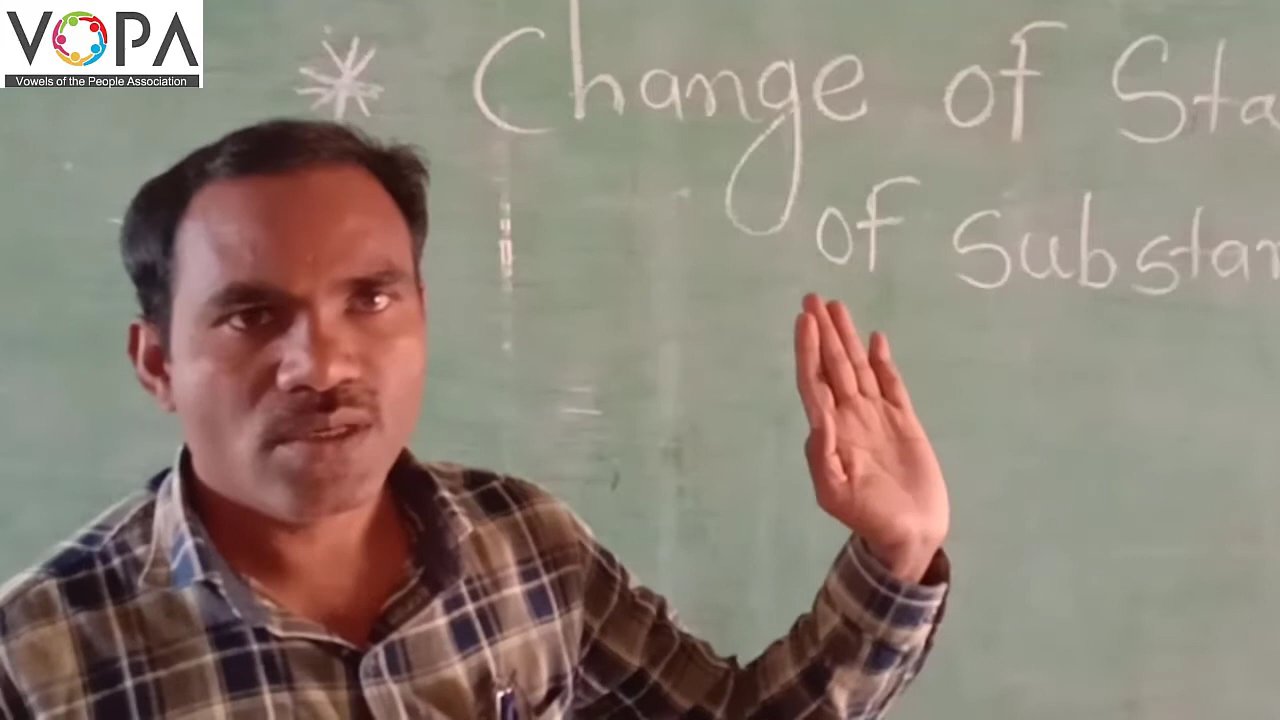 VOPA
Vowels of the People Association
* Change of Sta
of Substan